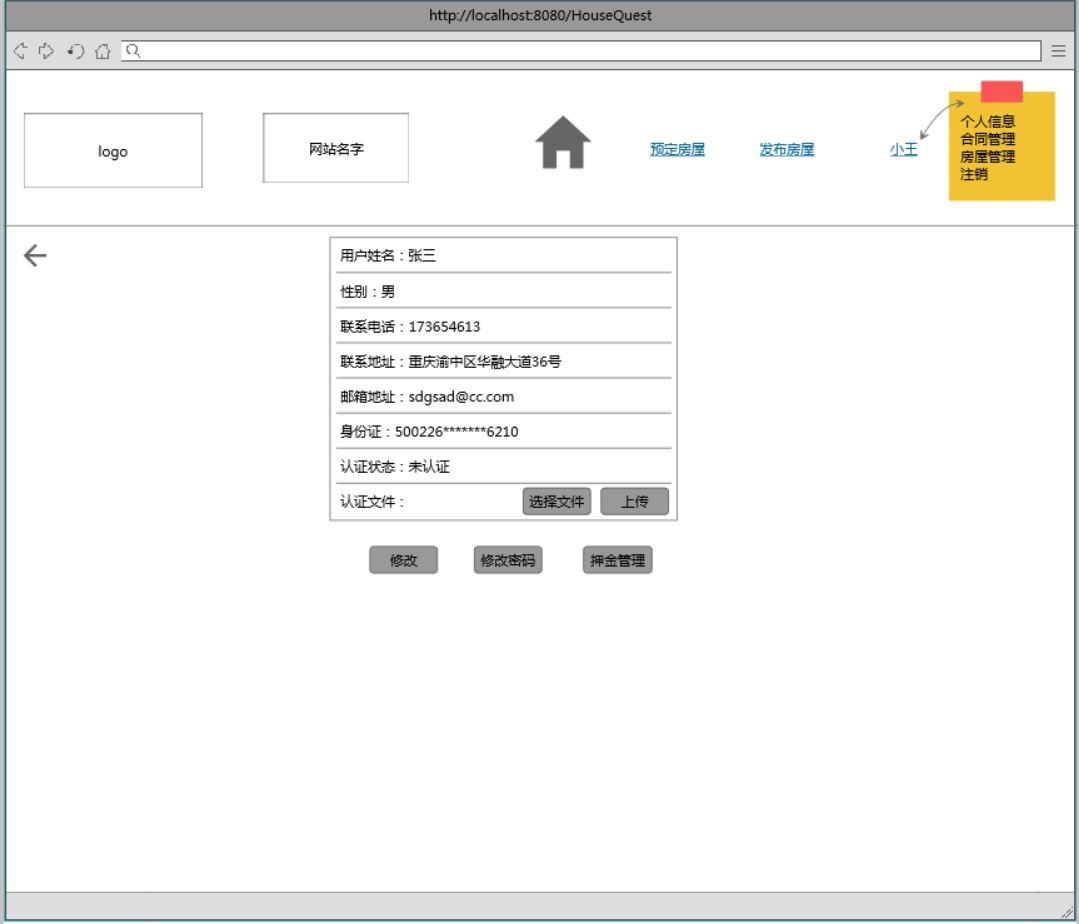 http://localhost:8080/HouseQuest
logo
网站名字
预定房屋
发布房屋
小王
个人信息
合同管理
房屋管理
注销
用户姓名：张三
性别：男
联系电话：173654613
联系地址：重庆渝中区华融大道36号
邮箱地址：sdgsad@cc.com
身份证：500226*******6210
认证状态：未认证
认证文件： 选择文件 上传
修改 修改密码 押金管理